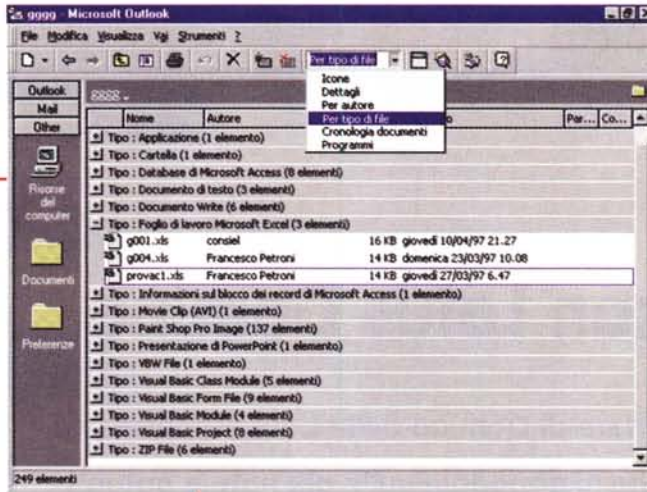 gggg - Microsoft Outlook
File Modifica Visualizza Vai Strumenti ?
Per tipo di file
Icone
Dettagli
Per autore
Per tipo di file
Cronologia documenti
Programmi
Outlook
Mail
Other
Risorse del computer
Documenti
Preferenze
gggg
Nome Autore Par... Co...
Tipo : Applicazione (1 elemento)
Tipo : Cartella (1 elemento)
Tipo : Database di Microsoft Access (8 elementi)
Tipo : Documento di testo (3 elementi)
Tipo : Documento Write (6 elementi)
Tipo : Foglio di lavoro Microsoft Excel (3 elementi)
g001.xls consiel 16 KB giovedì 10/04/97 21.27
g004.xls Francesco Petroni 14 KB domenica 23/03/97 10.08
provac1.xls Francesco Petroni 14 KB giovedì 27/03/97 6.47
Tipo : Informazioni sul blocco dei record di Microsoft Access (1 elemento)
Tipo : Movie Clip (AVI) (1 elemento)
Tipo : Paint Shop Pro Image (137 elementi)
Tipo : Presentazione di PowerPoint (1 elemento)
Tipo : VBW File (1 elemento)
Tipo : Visual Basic Class Module (5 elementi)
Tipo : Visual Basic Form File (9 elementi)
Tipo : Visual Basic Module (4 elementi)
Tipo : Visual Basic Project (8 elementi)
Tipo : ZIP File (6 elementi)
249 elementi